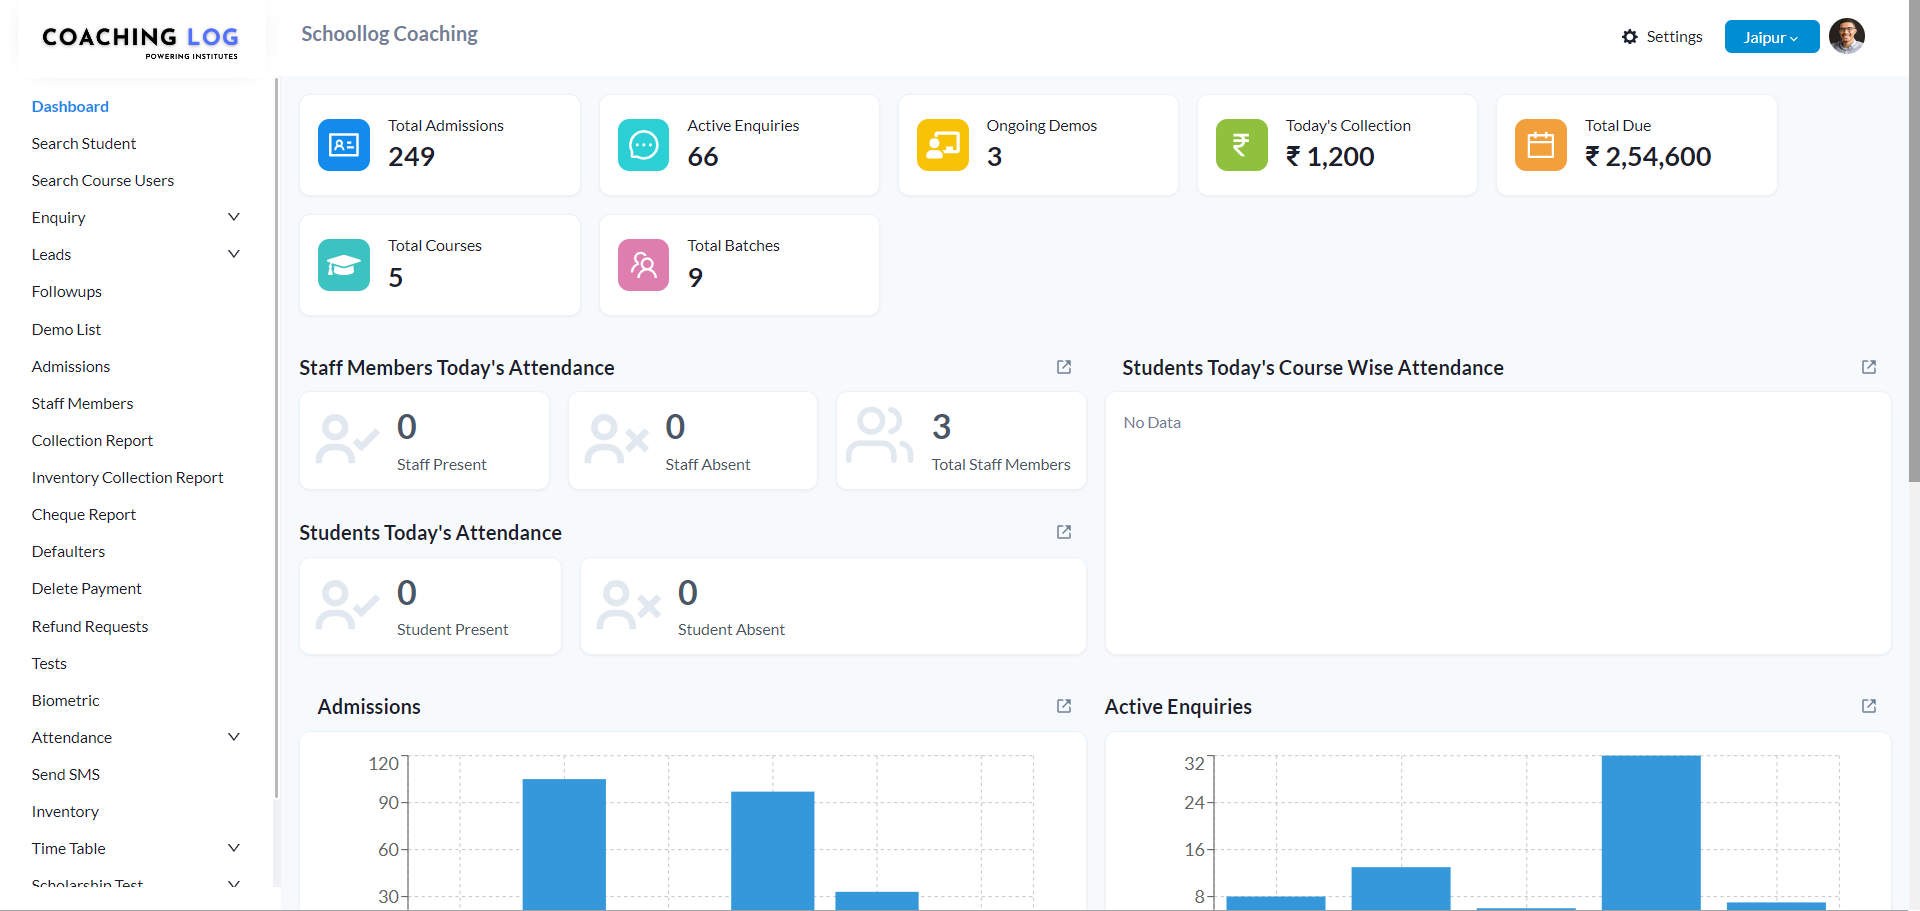 COACHING LOG
POWERING INSTITUTES
Schoollog Coaching
Settings
Jaipur
Dashboard
Search Student
Search Course Users
Enquiry
Leads
Followups
Demo List
Admissions
Staff Members
Collection Report
Inventory Collection Report
Cheque Report
Defaulters
Delete Payment
Refund Requests
Tests
Biometric
Attendance
Send SMS
Inventory
Time Table
Scholarship Test
Total Admissions
249
Active Enquiries
66
Ongoing Demos
3
Today's Collection
₹ 1,200
Total Due
₹ 2,54,600
Total Courses
5
Total Batches
9
Staff Members Today's Attendance
0
Staff Present
0
Staff Absent
3
Total Staff Members
Students Today's Course Wise Attendance
No Data
Students Today's Attendance
0
Student Present
0
Student Absent
Admissions
120
90
60
30
Active Enquiries
32
24
16
8